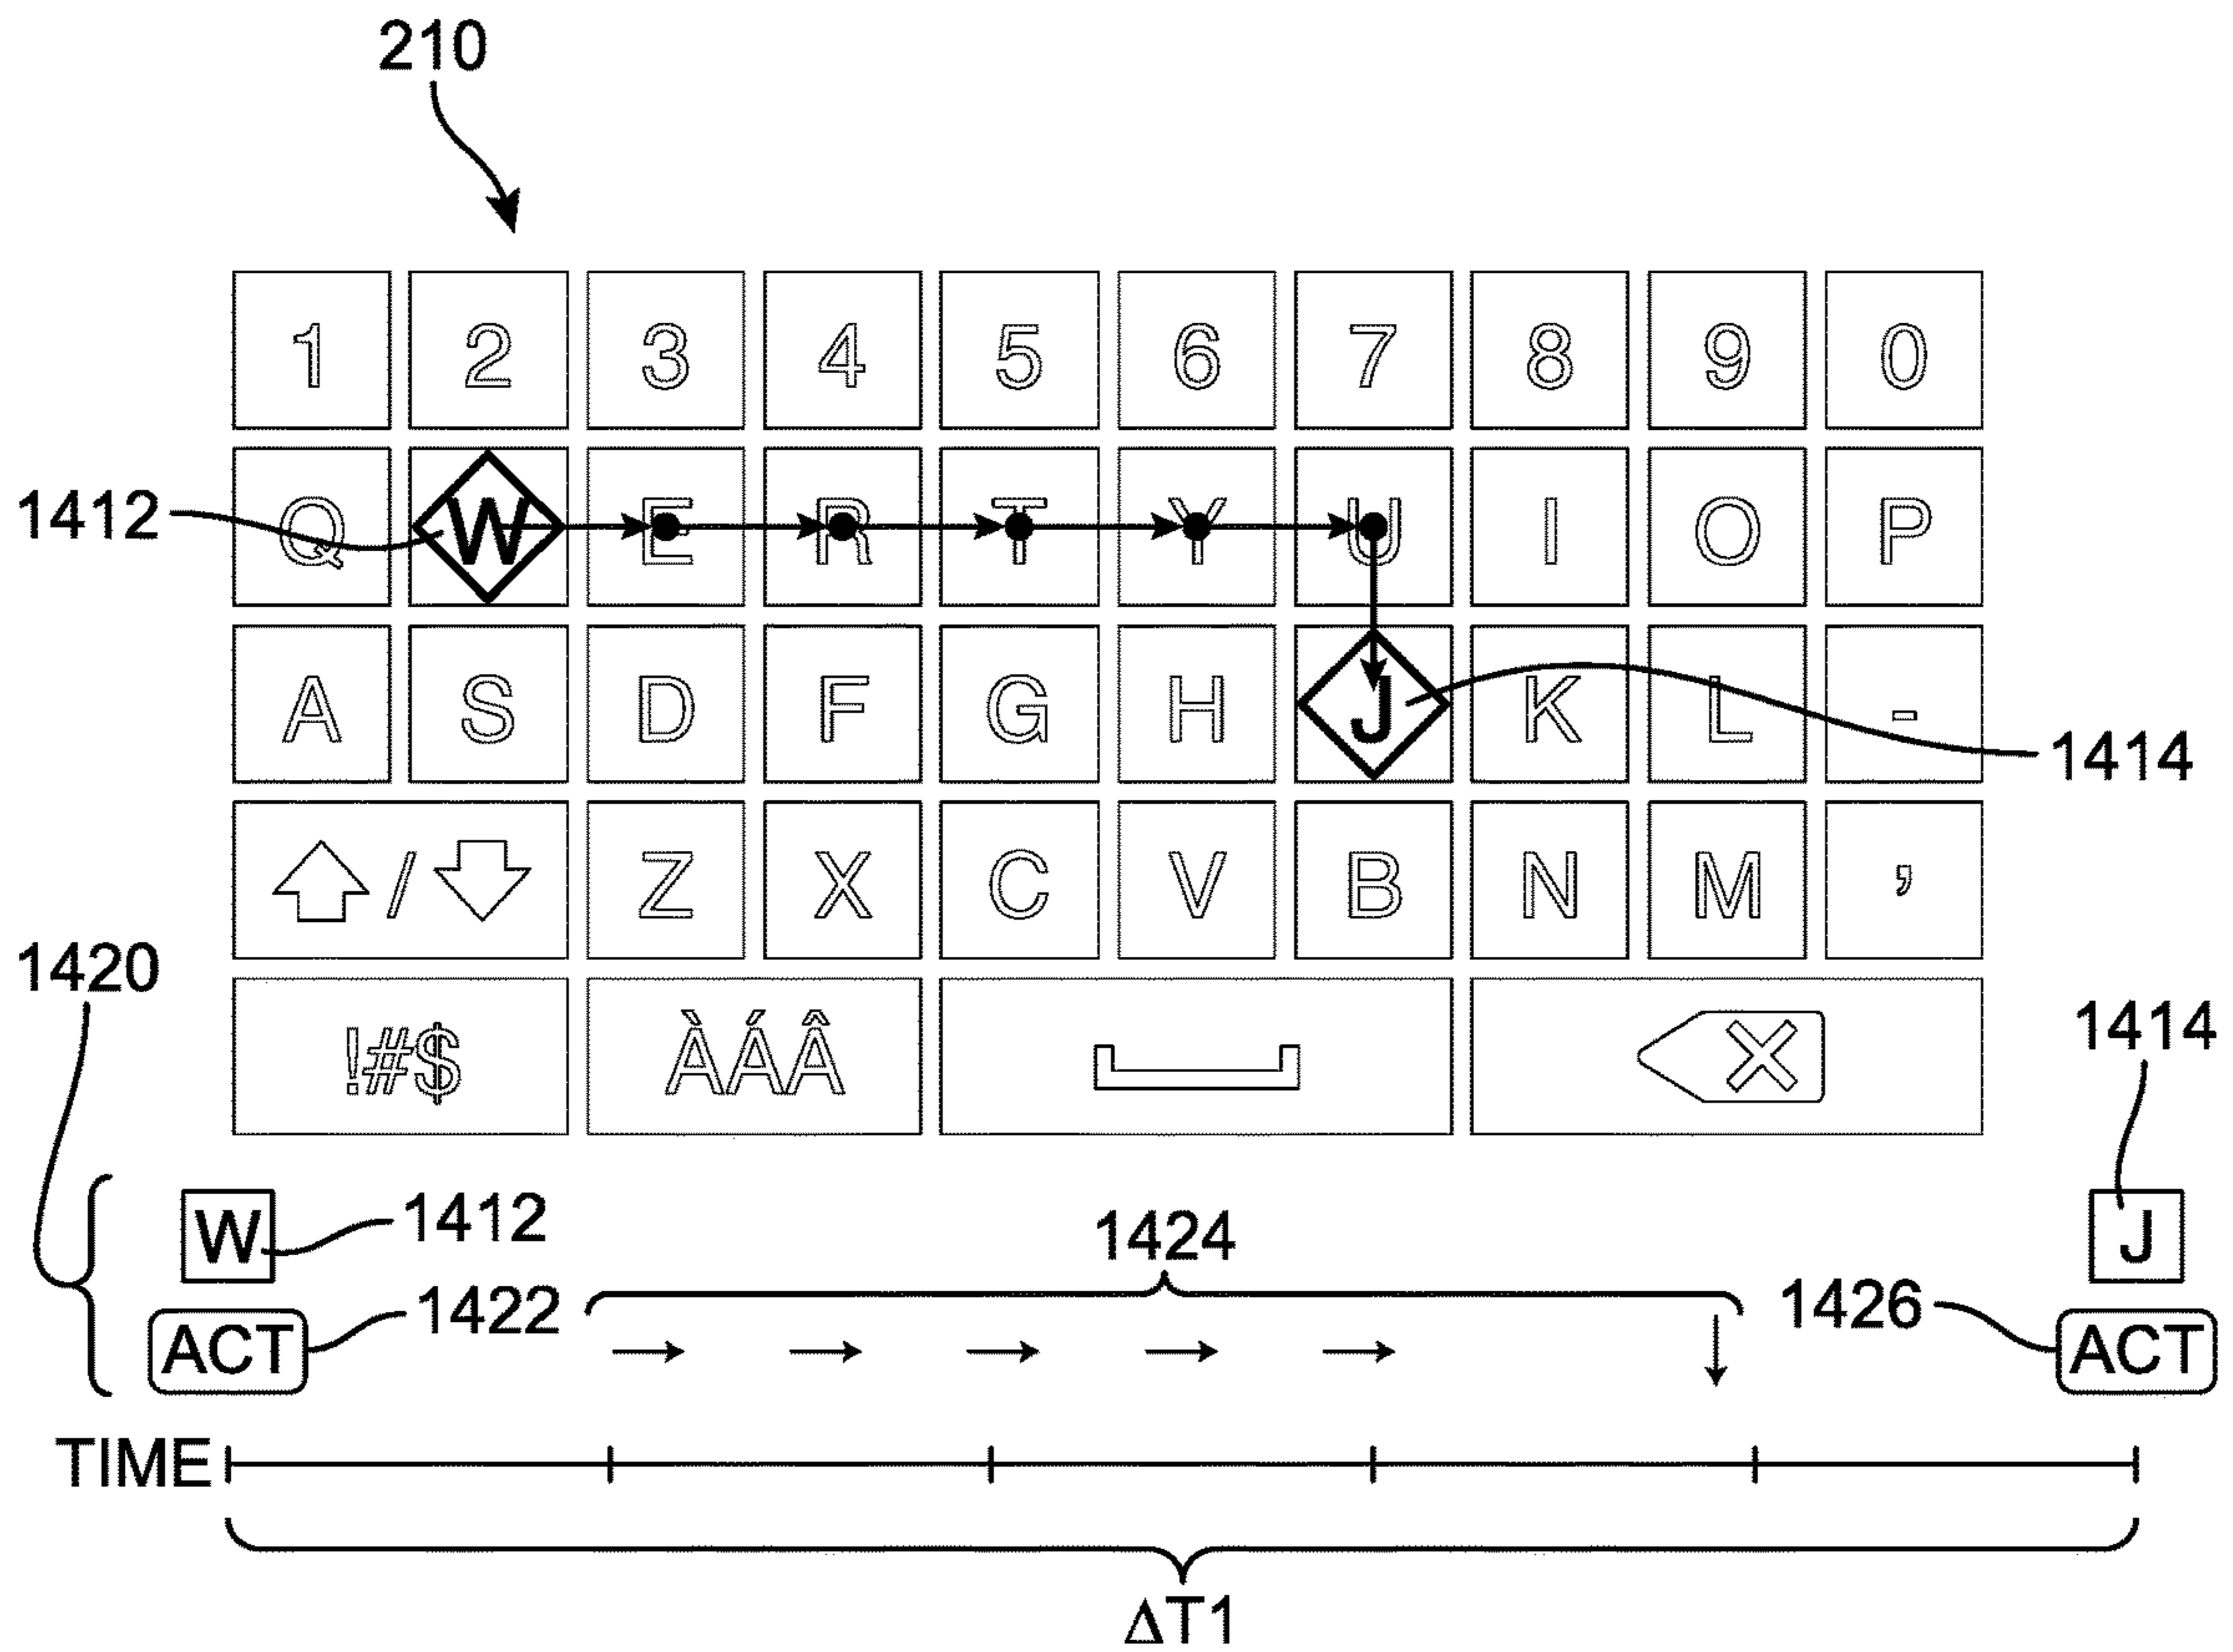 210
1 2 3 4 5 6 7 8 9 0
1412 Q W E R T Y U I O P
A S D F G H J K L - 1414
/ Z X C V B N M ,
1420
!#$ ÀÁÂ
1414
W 1412 1424 J
ACT 1422 1426 ACT
TIME
ΔT1